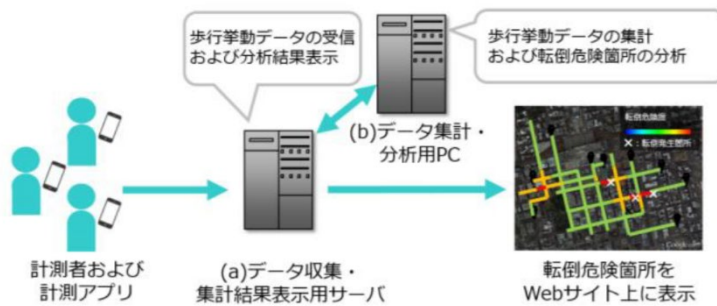 歩行挙動データの受信
および分析結果表示
歩行挙動データの集計
および転倒危険箇所の分析
(b)データ集計・
分析用PC
転倒危険度
×：転倒発生箇所
計測者および
計測アプリ
(a)データ収集・
集計結果表示用サーバ
転倒危険箇所を
Webサイト上に表示